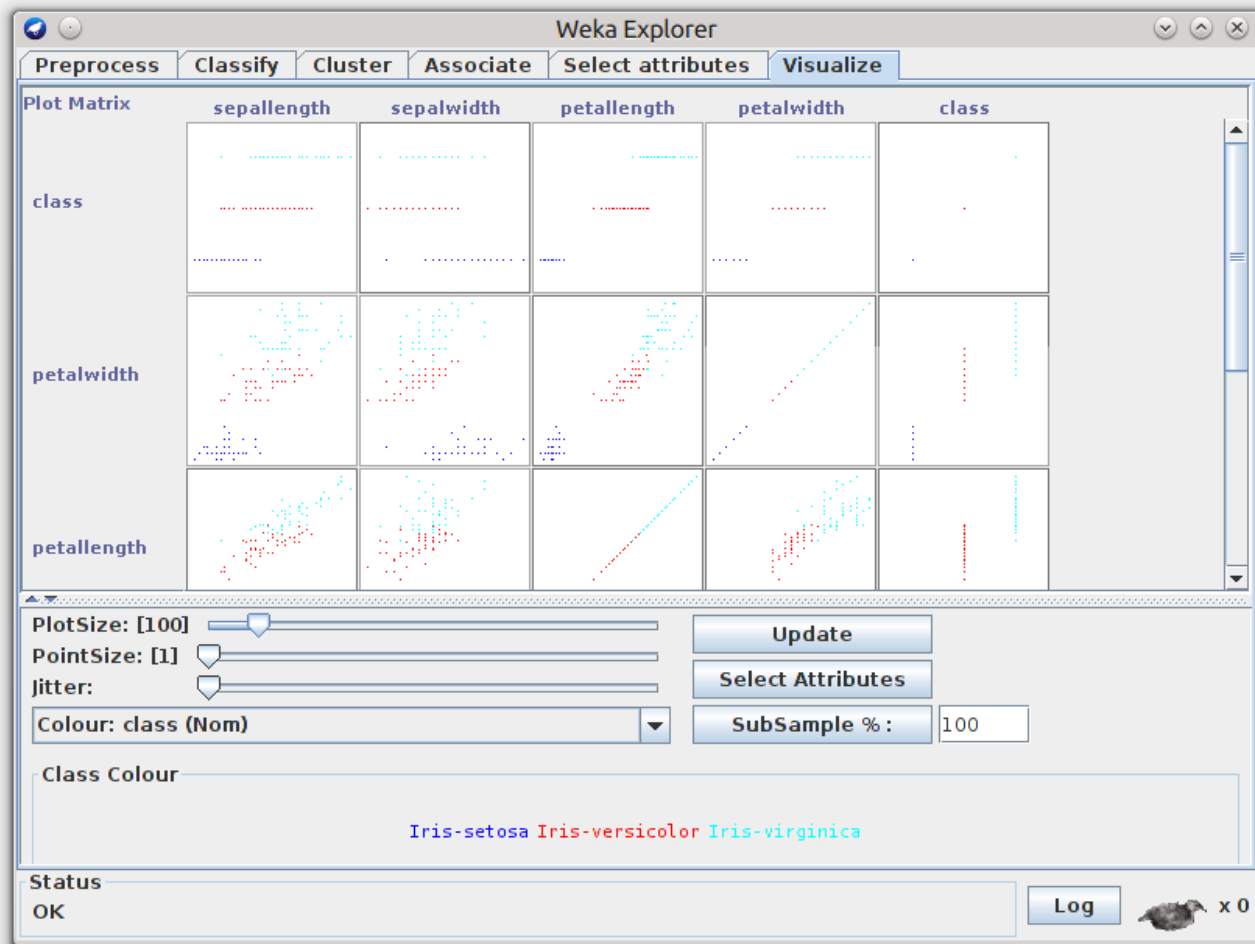 Weka Explorer
Preprocess Classify Cluster Associate Select attributes Visualize
Plot Matrix sepallength sepalwidth petallength petalwidth class
class
petalwidth
petallength
PlotSize: [100]
Update
PointSize: [1]
Select Attributes
Jitter:
Colour: class (Nom)
SubSample % : 100
Class Colour
Iris-setosa Iris-versicolor Iris-virginica
Status
OK
Log x 0